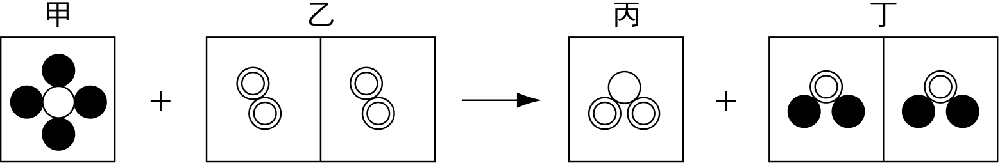 甲 乙 丙 丁
+ +